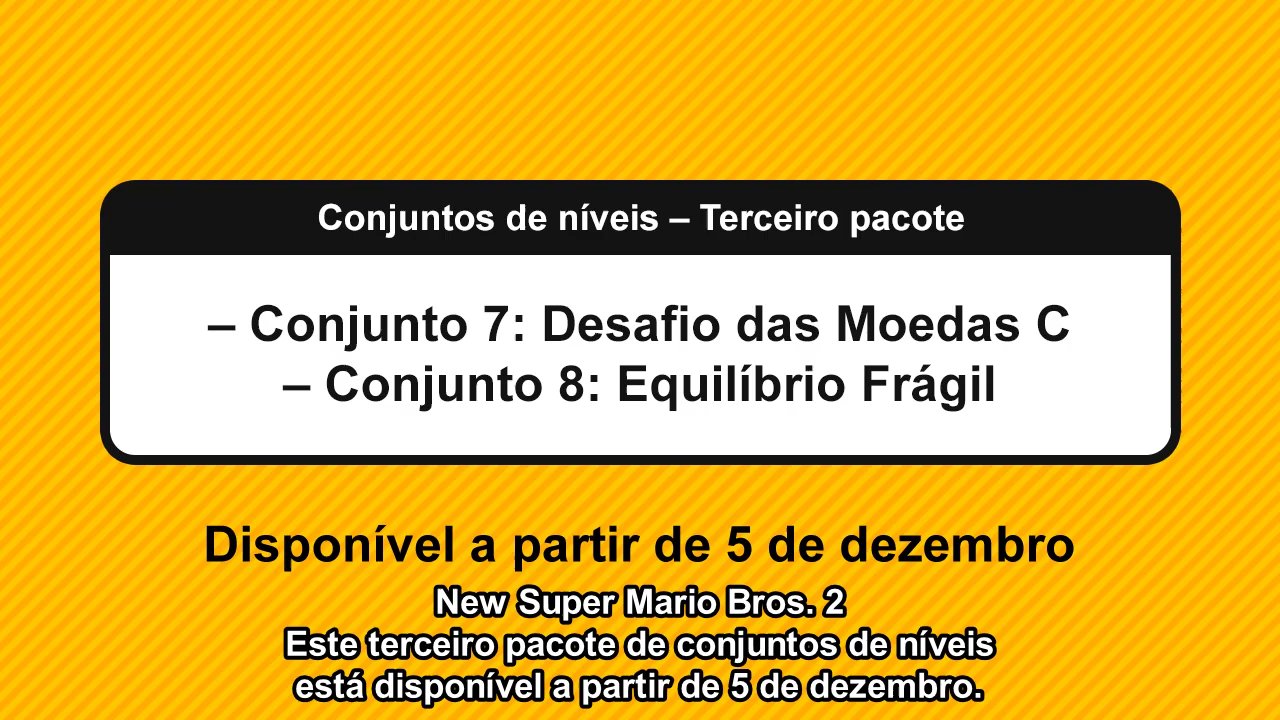 Conjuntos de níveis – Terceiro pacote
– Conjunto 7: Desafio das Moedas C
– Conjunto 8: Equilíbrio Frágil
Disponível a partir de 5 de dezembro
New Super Mario Bros. 2
Este terceiro pacote de conjuntos de níveis
está disponível a partir de 5 de dezembro.